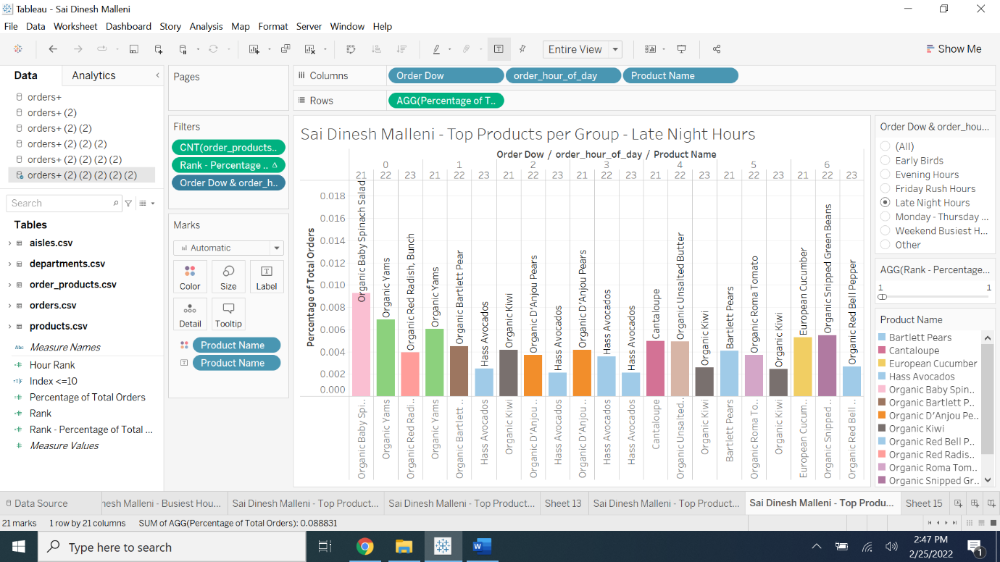 Tableau - Sai Dinesh Malleni
File Data Worksheet Dashboard Story Analysis Map Format Server Window Help
Entire View
Show Me
Data Analytics
orders+
orders+ (2)
orders+ (2) (2)
orders+ (2) (2) (2)
orders+ (2) (2) (2) (2)
orders+ (2) (2) (2) (2) (2)
Search
Tables
aisles.csv
departments.csv
order_products.csv
orders.csv
products.csv
Abc Measure Names
Hour Rank
Index <=10
Percentage of Total Orders
Rank
Rank - Percentage of Total ...
Measure Values
Pages
Filters
CNT(order_products..
Rank - Percentage .. Δ
Order Dow & order_h..
Marks
Automatic
Color Size Label
Detail Tooltip
Product Name
Product Name
Columns Order Dow order_hour_of_day Product Name
Rows AGG(Percentage of T..
Sai Dinesh Malleni - Top Products per Group - Late Night Hours
Order Dow / order_hour_of_day / Product Name
0 1 2 3 4 5 6
21 22 23 21 22 23 21 22 23 21 22 23 21 22 23 21 22 23 21 22 23
Percentage of Total Orders
0.018
0.016
0.014
0.012
0.010
0.008
0.006
0.004
0.002
0.000
Organic Baby Spinach Salad
Organic Yams
Organic Red Radish, Bunch
Organic Yams
Organic Bartlett Pear
Hass Avocados
Organic Kiwi
Organic D'Anjou Pears
Hass Avocados
Organic D'Anjou Pears
Hass Avocados
Hass Avocados
Cantaloupe
Organic Unsalted Butter
Organic Kiwi
Bartlett Pears
Organic Roma Tomato
Organic Kiwi
European Cucumber
Organic Snipped Green Beans
Organic Red Bell Pepper
Organic Baby Spi..
Organic Yams
Organic Red Radi..
Organic Yams
Organic Bartlett ..
Hass Avocados
Organic Kiwi
Organic D'Anjou ..
Hass Avocados
Organic D'Anjou ..
Hass Avocados
Hass Avocados
Cantaloupe
Organic Unsalted..
Organic Kiwi
Bartlett Pears
Organic Roma To..
Organic Kiwi
European Cucum..
Organic Snipped ..
Organic Red Bell ..
Order Dow & order_hou...
(All)
Early Birds
Evening Hours
Friday Rush Hours
Late Night Hours
Monday - Thursday ...
Weekend Busiest H...
Other
AGG(Rank - Percentage...
1 1
Product Name
Bartlett Pears
Cantaloupe
European Cucumber
Hass Avocados
Organic Baby Spin..
Organic Bartlett P..
Organic D'Anjou Pe..
Organic Kiwi
Organic Red Bell P..
Organic Red Radis..
Organic Roma Tom..
Organic Snipped Gr..
Data Source nesh Malleni - Busiest Hou... Sai Dinesh Malleni - Top Product... Sai Dinesh Malleni - Top Product... Sheet 13 Sai Dinesh Malleni - Top Product... Sai Dinesh Malleni - Top Produ... Sheet 15
21 marks 1 row by 21 columns SUM of AGG(Percentage of Total Orders): 0.088831
Type here to search
W
2:47 PM
2/25/2022
1